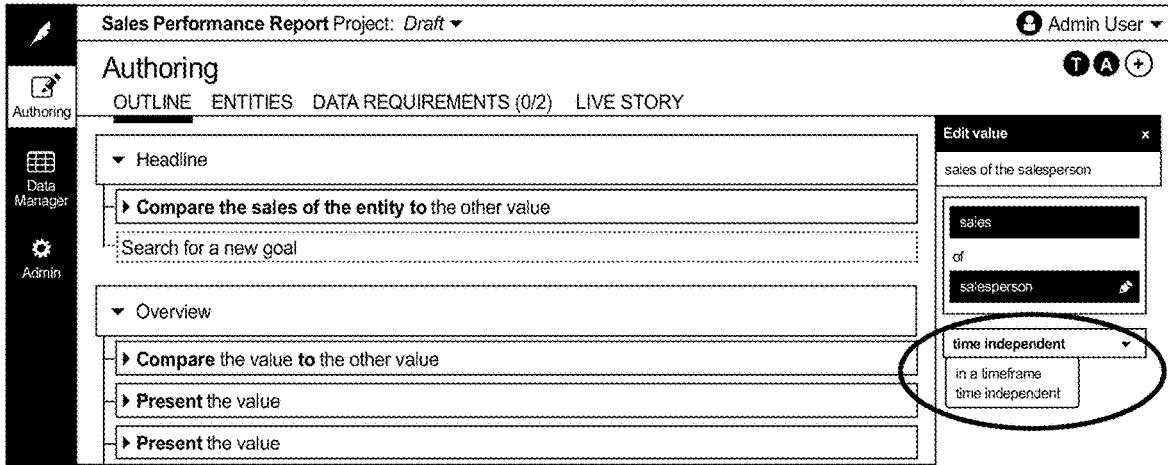 Sales Performance Report Project: Draft
Admin User
Authoring
T A +
OUTLINE ENTITIES DATA REQUIREMENTS (0/2) LIVE STORY
Authoring
Data
Manager
Admin
Headline
Compare the sales of the entity to the other value
Search for a new goal
Overview
Compare the value to the other value
Present the value
Present the value
Edit value x
sales of the salesperson
sales
of
salesperson
time independent
in a timeframe
time independent